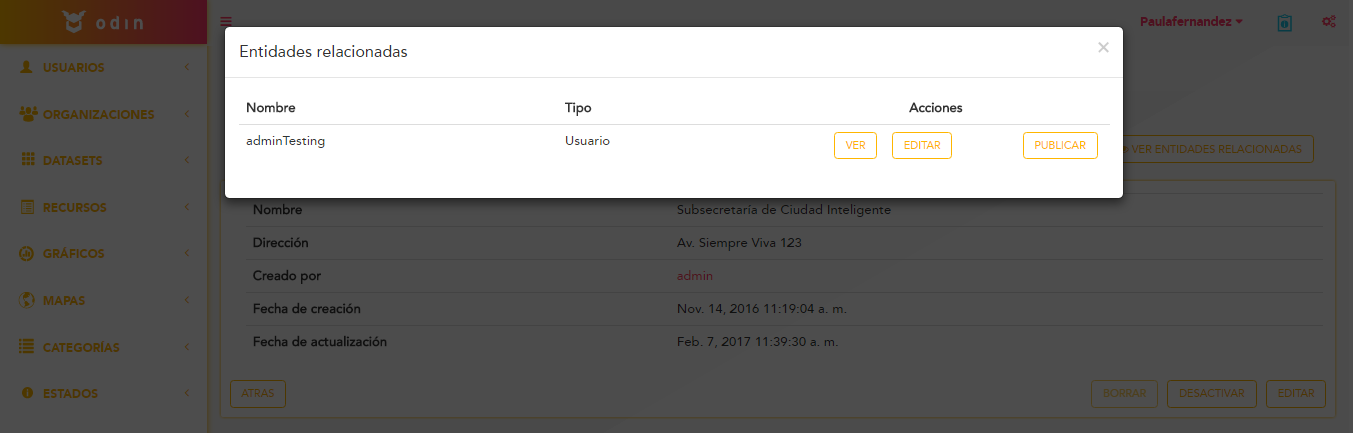 odin
Paulafernandez
Entidades relacionadas
×
Nombre Tipo Acciones
adminTesting Usuario VER EDITAR PUBLICAR
USUARIOS
ORGANIZACIONES
DATASETS
RECURSOS
GRÁFICOS
MAPAS
CATEGORÍAS
ESTADOS
VER ENTIDADES RELACIONADAS
Nombre Subsecretaría de Ciudad Inteligente
Dirección Av. Siempre Viva 123
Creado por admin
Fecha de creación Nov. 14, 2016 11:19:04 a. m.
Fecha de actualización Feb. 7, 2017 11:39:30 a. m.
ATRAS BORRAR DESACTIVAR EDITAR